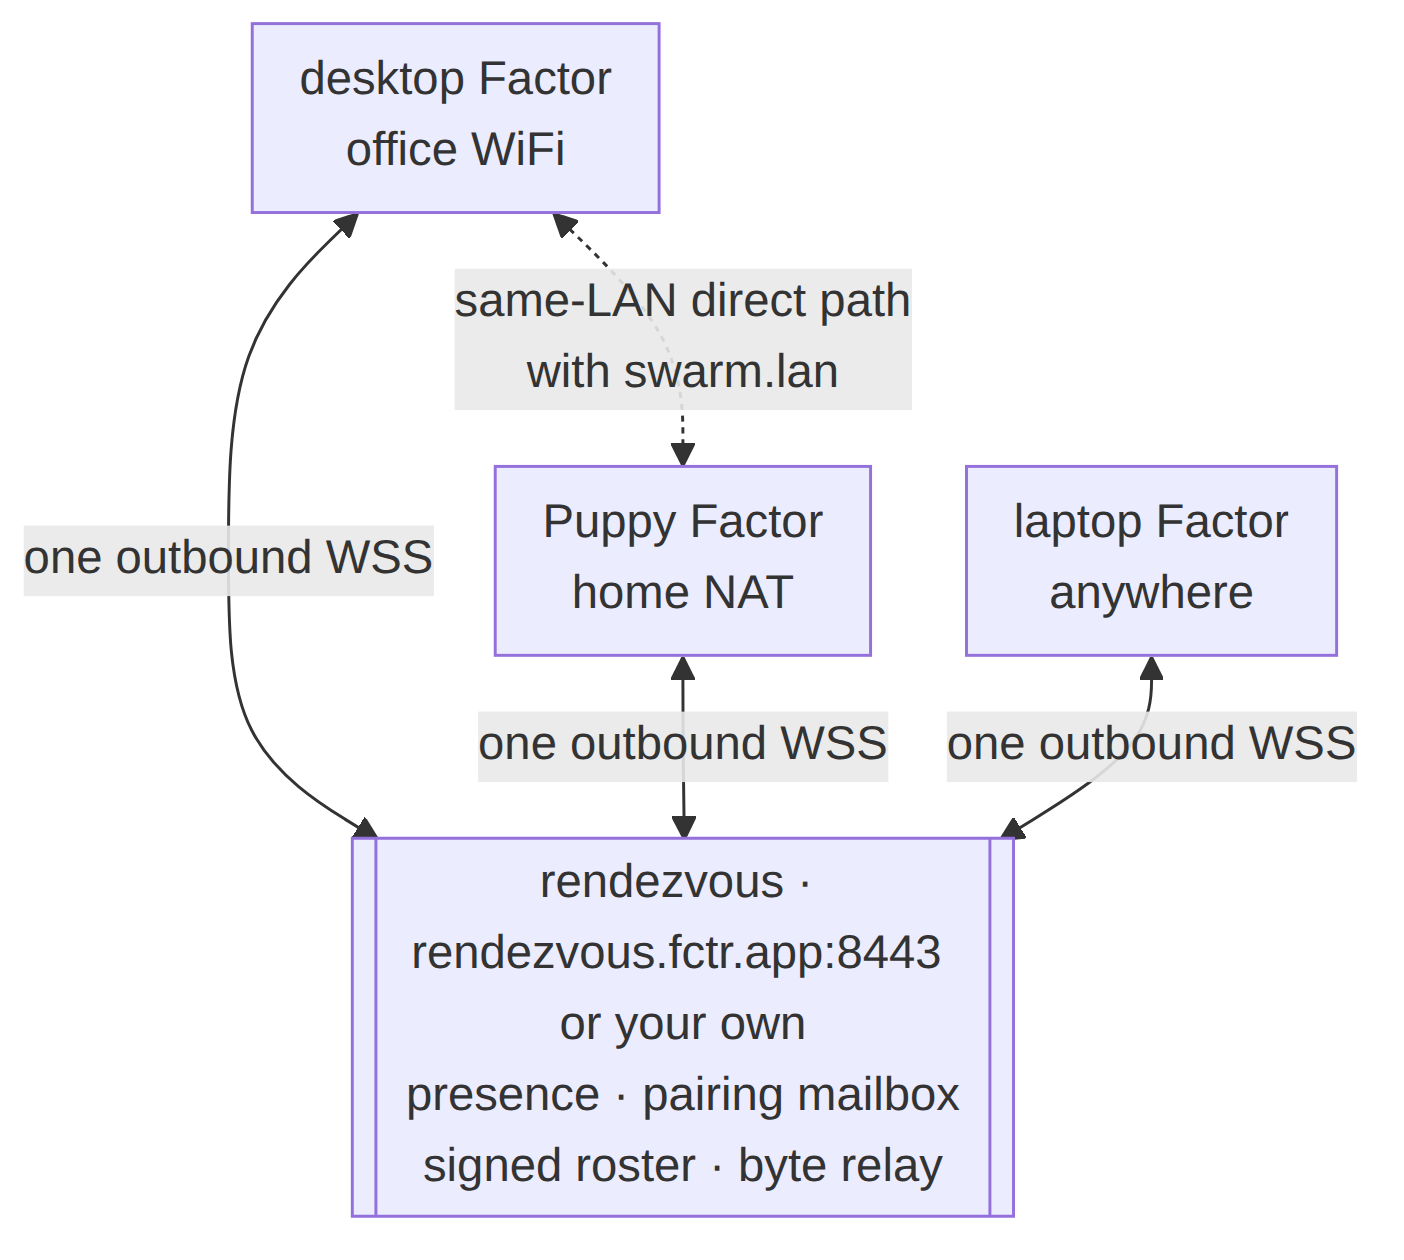 desktop Factor
office WiFi
same-LAN direct path
with swarm.lan
one outbound WSS
Puppy Factor
home NAT
laptop Factor
anywhere
one outbound WSS
one outbound WSS
rendezvous ·
rendezvous.fctr.app:8443
or your own
presence · pairing mailbox
signed roster · byte relay